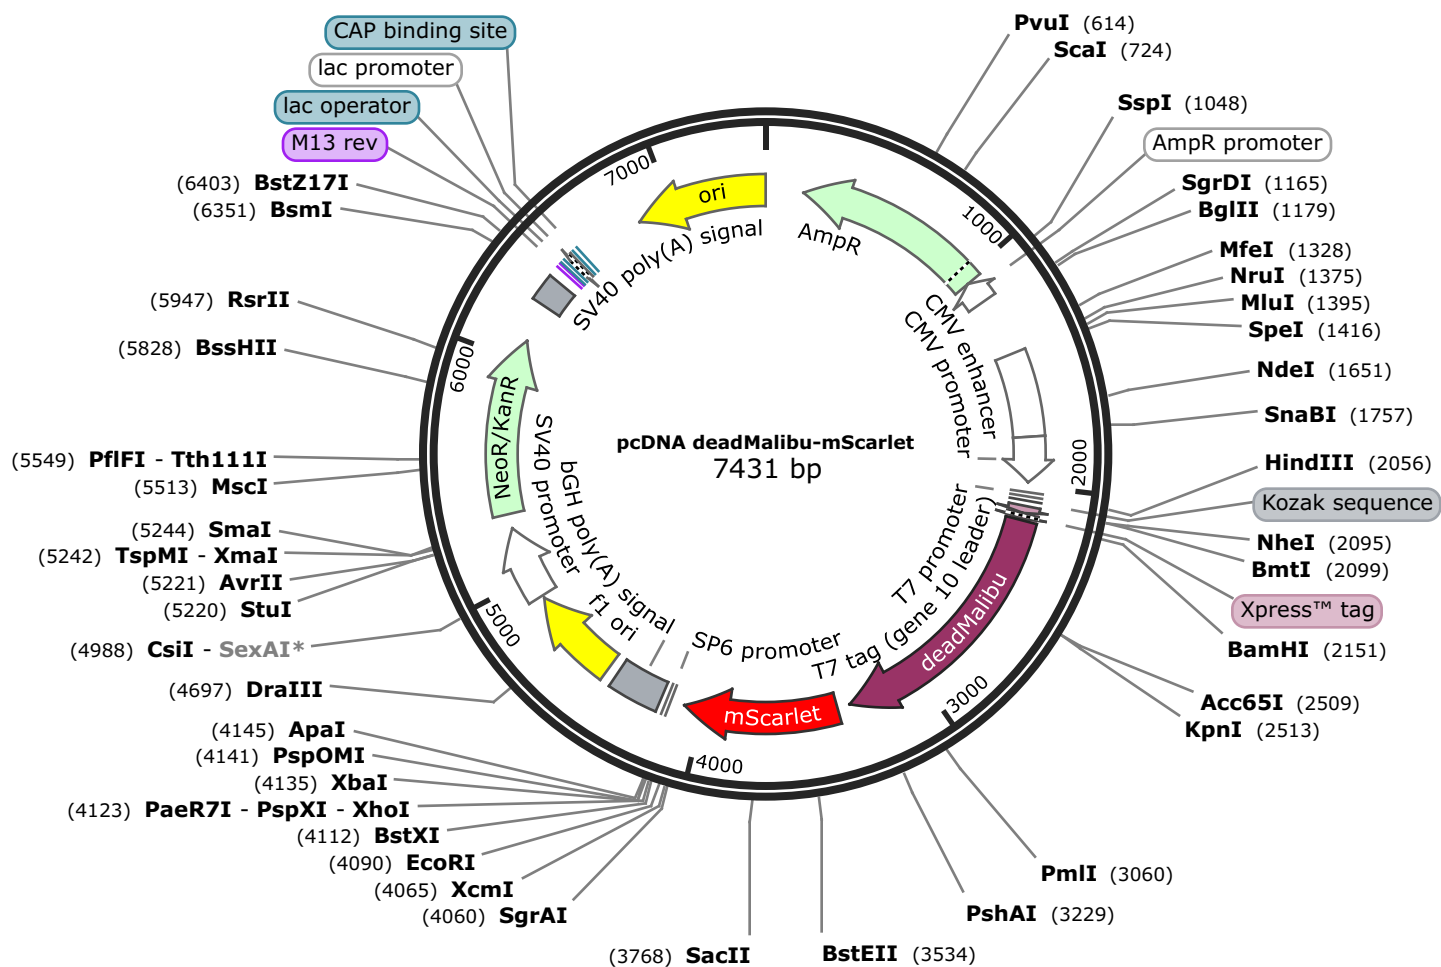 CAP binding site
lac promoter
lac operator
M13 rev
(6403) BstZ17I
(6351) BsmI
(5947) RsrII
(5828) BssHII
(5549) PflFI - Tth111I
(5513) MscI
(5244) SmaI
(5242) TspMI - XmaI
(5221) AvrII
(5220) StuI
(4988) CsiI - SexAI*
(4697) DraIII
(4145) ApaI
(4141) PspOMI
(4135) XbaI
(4123) PaeR7I - PspXI - XhoI
(4112) BstXI
(4090) EcoRI
(4065) XcmI
(4060) SgrAI
(3768) SacII
BstEII (3534)
PshAI (3229)
PmlI (3060)
PvuI (614)
ScaI (724)
SspI (1048)
AmpR promoter
SgrDI (1165)
BglII (1179)
MfeI (1328)
NruI (1375)
MluI (1395)
SpeI (1416)
NdeI (1651)
SnaBI (1757)
HindIII (2056)
Kozak sequence
NheI (2095)
BmtI (2099)
Xpress™ tag
BamHI (2151)
Acc65I (2509)
KpnI (2513)
1000
2000
3000
4000
5000
6000
7000
ori
AmpR
SV40 poly(A) signal
CMV enhancer
CMV promoter
pcDNA deadMalibu-mScarlet
7431 bp
NeoR/KanR
SV40 promoter
bGH poly(A) signal
f1 ori
SP6 promoter
T7 promoter
T7 tag (gene 10 leader)
deadMalibu
mScarlet